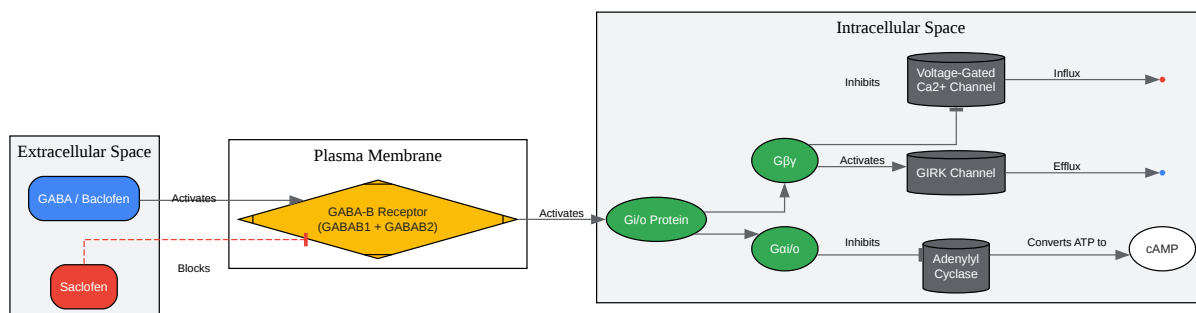 Extracellular Space
GABA / Baclofen
Saclofen
Activates
Blocks
Plasma Membrane
GABA-B Receptor
(GABAB1 + GABAB2)
Activates
Intracellular Space
Gi/o Protein
Gβγ
Gαi/o
Inhibits
Voltage-Gated
Ca2+ Channel
Influx
Activates
GIRK Channel
Efflux
Inhibits
Adenylyl
Cyclase
Converts ATP to
cAMP